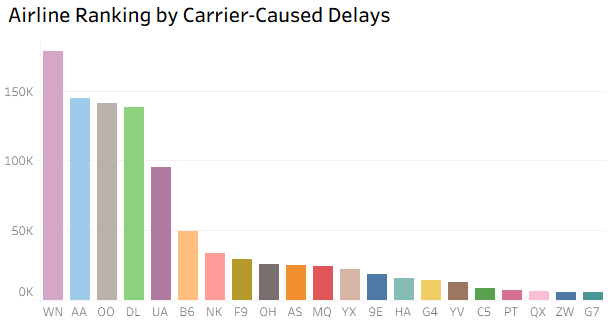 Airline Ranking by Carrier-Caused Delays
150K
100K
50K
0K
WN AA OO DL UA B6 NK F9 OH AS MQ YX 9E HA G4 YV C5 PT QX ZW G7